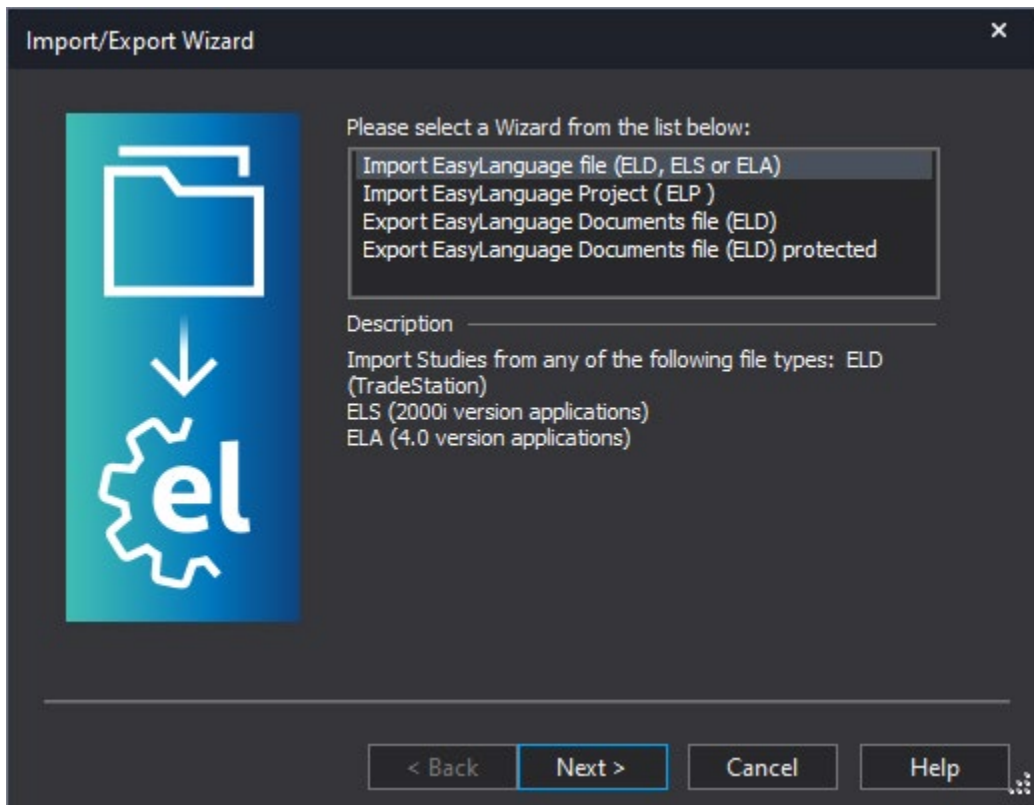 Import/Export Wizard
Please select a Wizard from the list below:
Import EasyLanguage file (ELD, ELS or ELA)
Import EasyLanguage Project ( ELP )
Export EasyLanguage Documents file (ELD)
Export EasyLanguage Documents file (ELD) protected
Description
Import Studies from any of the following file types: ELD
(TradeStation)
ELS (2000i version applications)
ELA (4.0 version applications)
el
< Back
Next >
Cancel
Help